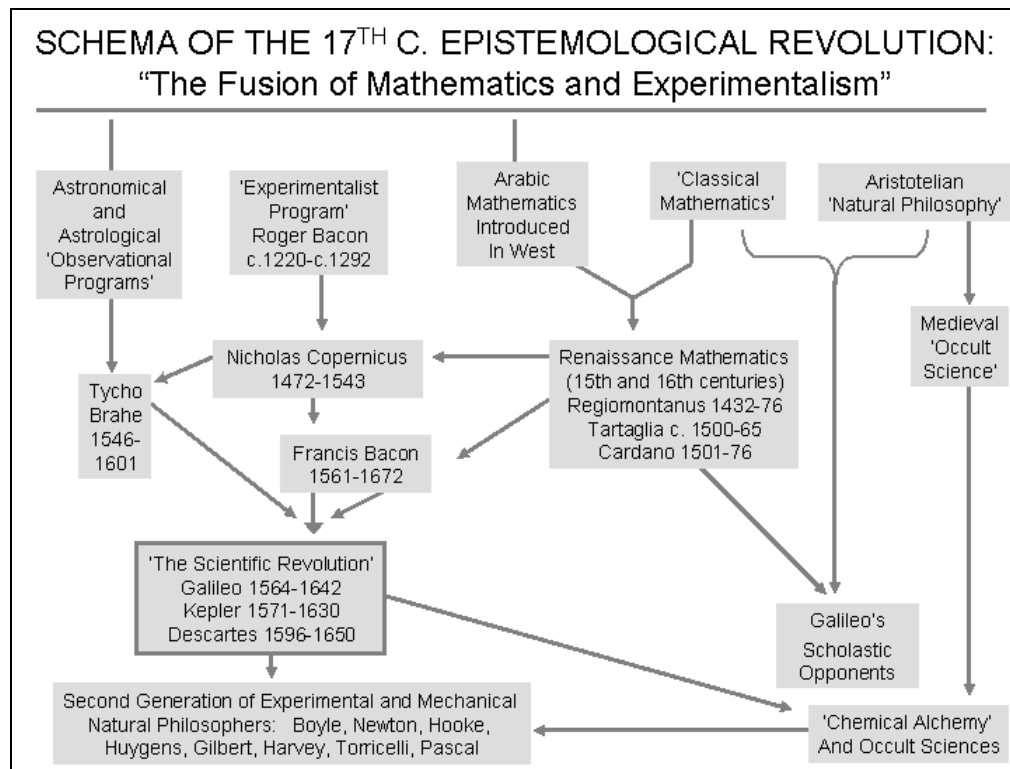 SCHEMA OF THE 17TH C. EPISTEMOLOGICAL REVOLUTION:
“The Fusion of Mathematics and Experimentalism”
Astronomical
and
Astrological
'Observational
Programs'
'Experimentalist
Program'
Roger Bacon
c.1220-c.1292
Arabic
Mathematics
Introduced
In West
'Classical
Mathematics'
Aristotelian
'Natural Philosophy'
Nicholas Copernicus
1472-1543
Renaissance Mathematics
(15th and 16th centuries)
Regiomontanus 1432-76
Tartaglia c. 1500-65
Cardano 1501-76
Medieval
'Occult
Science'
Tycho
Brahe
1546-
1601
Francis Bacon
1561-1672
'The Scientific Revolution'
Galileo 1564-1642
Kepler 1571-1630
Descartes 1596-1650
Galileo's
Scholastic
Opponents
Second Generation of Experimental and Mechanical
Natural Philosophers: Boyle, Newton, Hooke,
Huygens, Gilbert, Harvey, Torricelli, Pascal
'Chemical Alchemy'
And Occult Sciences